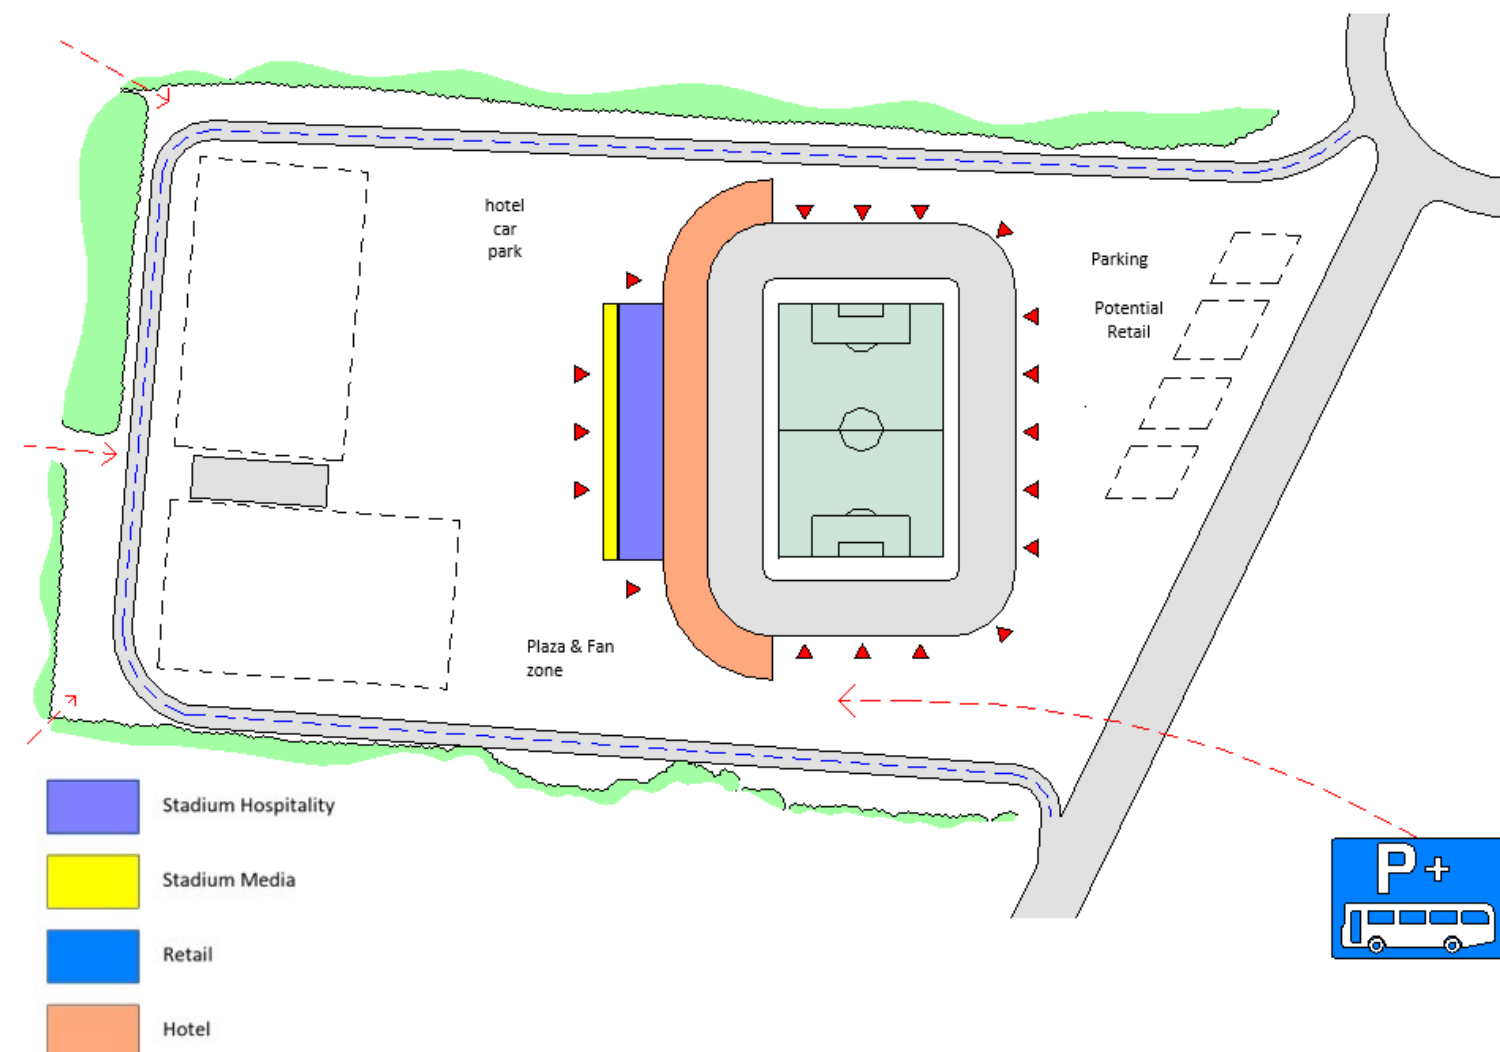 hotel
car
park
Parking
Potential
Retail
Plaza & Fan
zone
P+
Stadium Hospitality
Stadium Media
Retail
Hotel